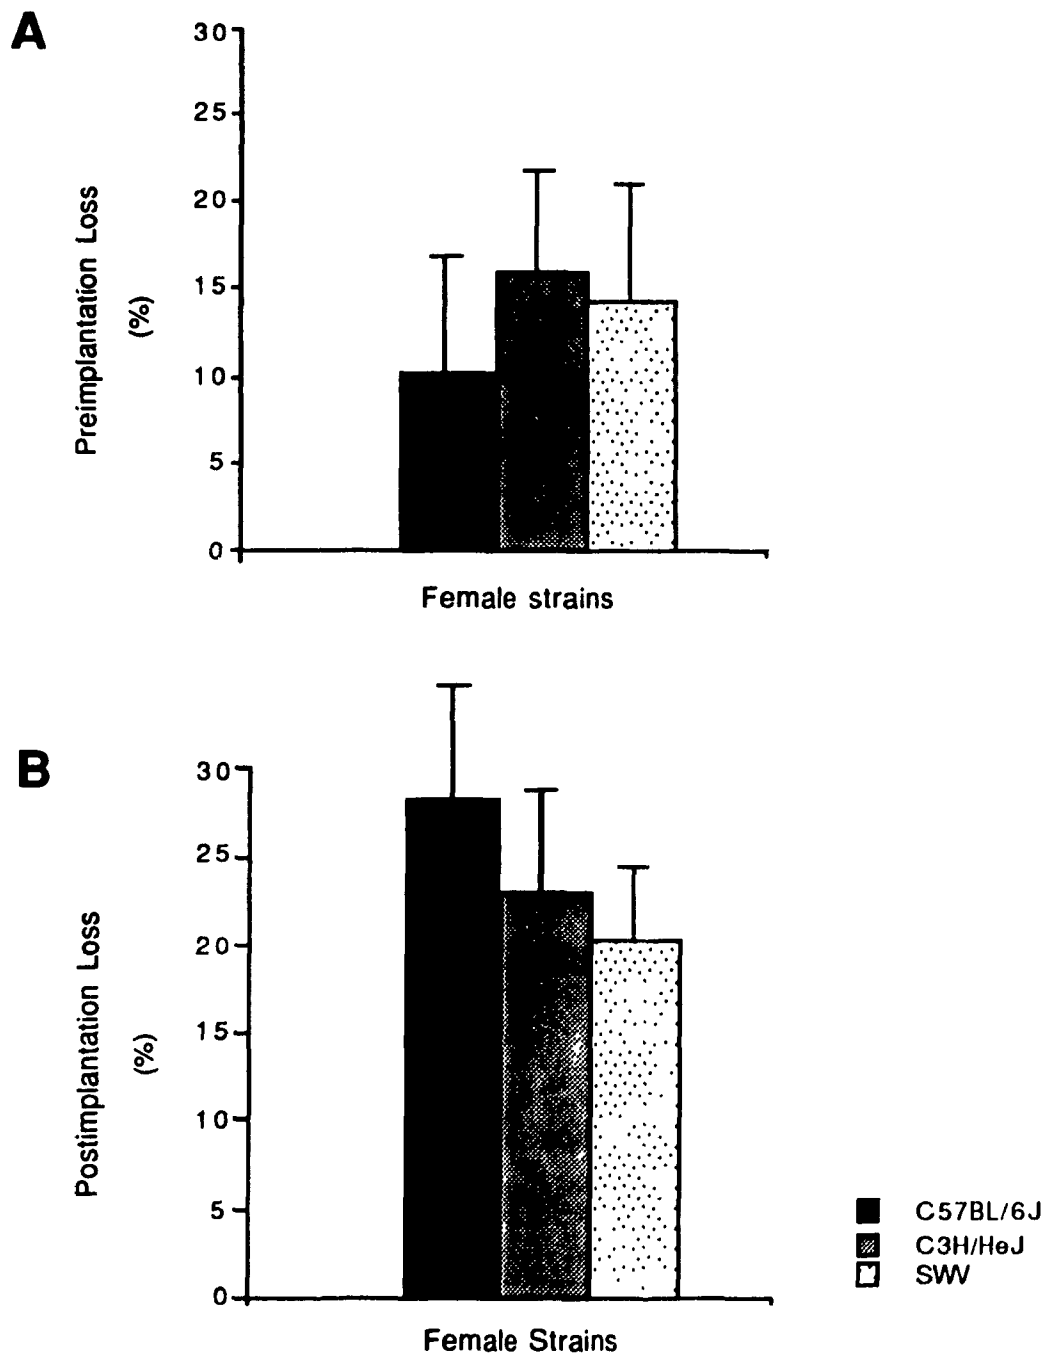 A
30
25
20
15
10
5
0
Preimplantation Loss
(%)
Female strains
B
30
25
20
15
10
5
0
Postimplantation Loss
(%)
Female Strains
C57BL/6J
C3H/HeJ
SWV